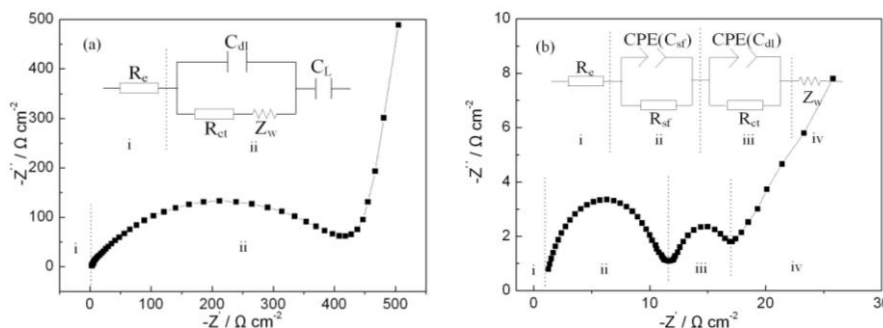 (a)
500
400
300
200
100
0
-Z'' / Ω cm⁻²
R_e
C_dl
R_ct
Z_w
C_L
i
ii
i
ii
0
100
200
300
400
500
-Z' / Ω cm⁻²
(b)
8
6
4
2
0
-Z'' / Ω cm⁻²
CPE(C_sf)
CPE(C_dl)
R_e
R_sf
R_ct
Z_w
i
ii
iii
iv
i
ii
iii
iv
0
10
20
30
-Z' / Ω cm⁻²